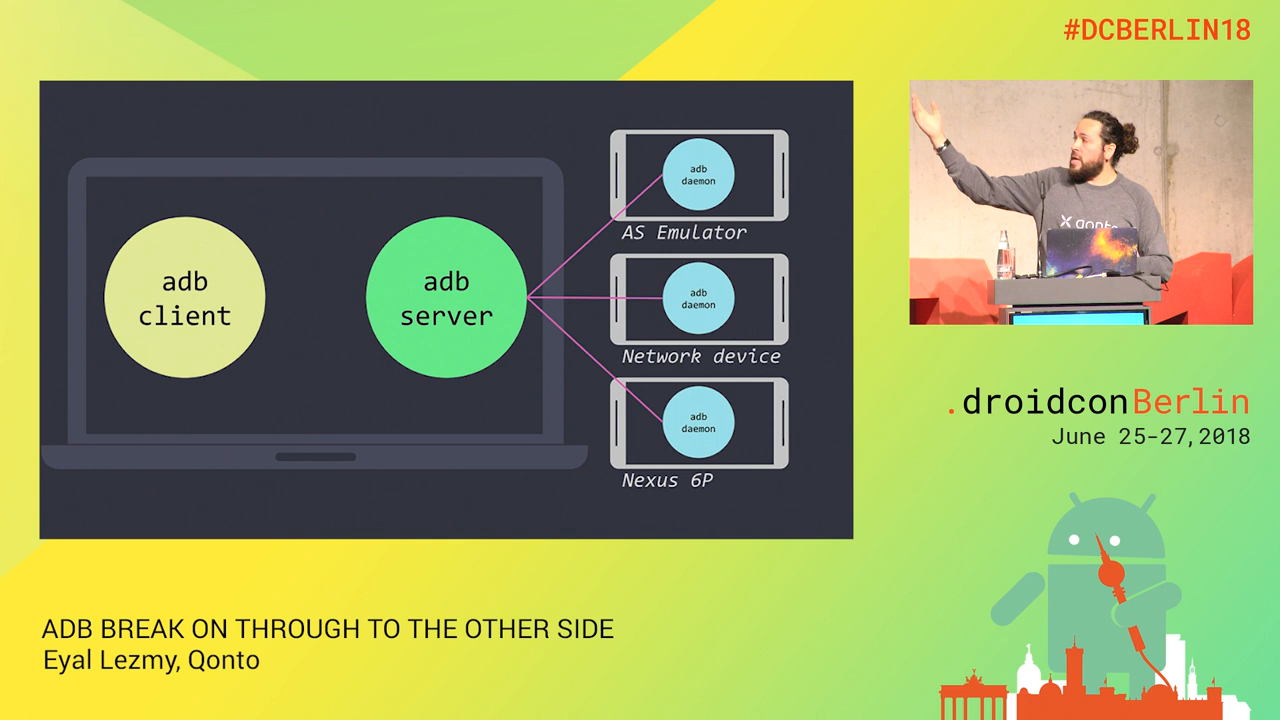 #DCBERLIN18
adb
client
adb
server
adb
daemon
AS Emulator
adb
daemon
Network device
adb
daemon
Nexus 6P
qonto
.droidconBerlin
June 25-27, 2018
ADB BREAK ON THROUGH TO THE OTHER SIDE
Eyal Lezmy, Qonto